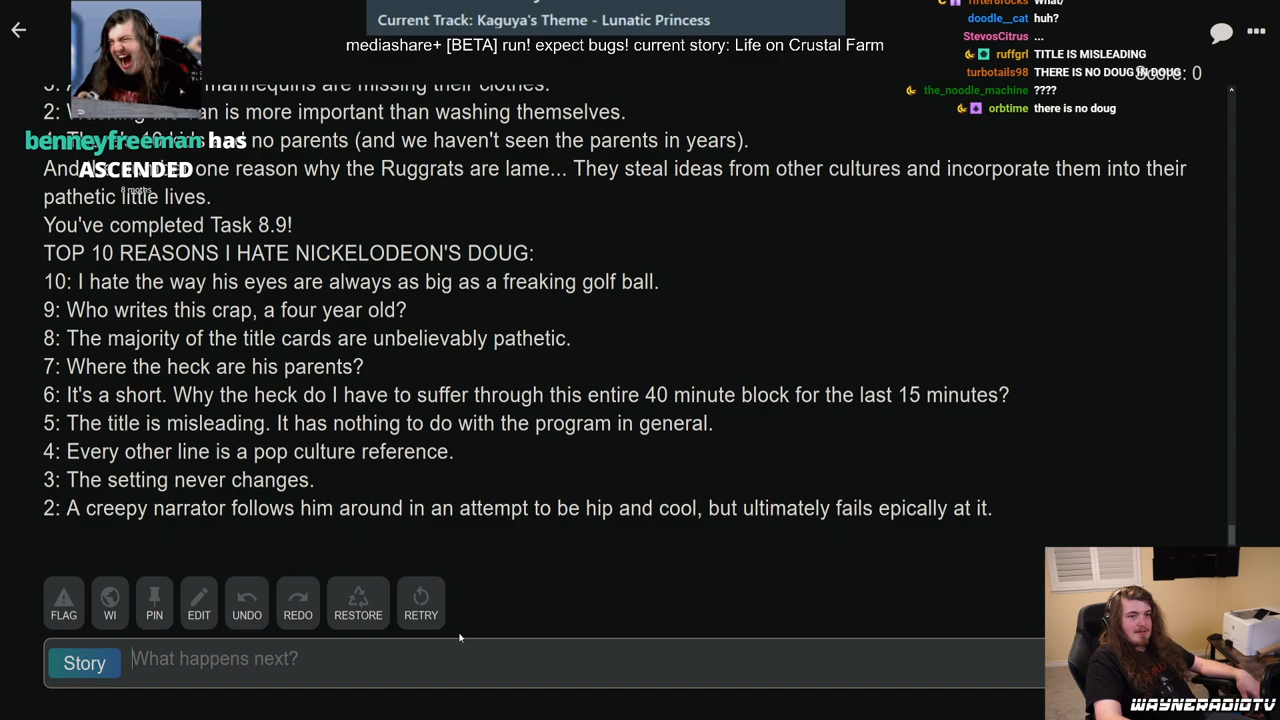 Current Track: Kaguya's Theme - Lunatic Princess
mediashare+ [BETA] run! expect bugs! current story: Life on Crustal Farm
doodle__cat huh?
StevosCitrus ...
ruffgrl TITLE IS MISLEADING
turbotails98 THERE IS NO DOUG IN DOUG
the_noodle_machine ????
orbtime there is no doug
Score: 0
benneyfreeman has
ASCENDED
8 moths
mannequins are missing their clothes.
2: Washing the van is more important than washing themselves.
no parents (and we haven't seen the parents in years).
And the number one reason why the Ruggrats are lame... They steal ideas from other cultures and incorporate them into their
pathetic little lives.
You've completed Task 8.9!
TOP 10 REASONS I HATE NICKELODEON'S DOUG:
10: I hate the way his eyes are always as big as a freaking golf ball.
9: Who writes this crap, a four year old?
8: The majority of the title cards are unbelievably pathetic.
7: Where the heck are his parents?
6: It's a short. Why the heck do I have to suffer through this entire 40 minute block for the last 15 minutes?
5: The title is misleading. It has nothing to do with the program in general.
4: Every other line is a pop culture reference.
3: The setting never changes.
2: A creepy narrator follows him around in an attempt to be hip and cool, but ultimately fails epically at it.
FLAG
WI
PIN
EDIT
UNDO
REDO
RESTORE
RETRY
Story
What happens next?
WAYNERADIOTV